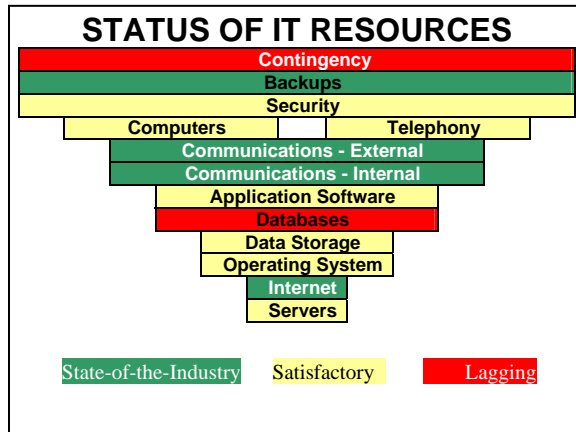 STATUS OF IT RESOURCES
Contingency
Backups
Security
Computers Telephony
Communications - External
Communications - Internal
Application Software
Databases
Data Storage
Operating System
Internet
Servers
State-of-the-Industry Satisfactory Lagging